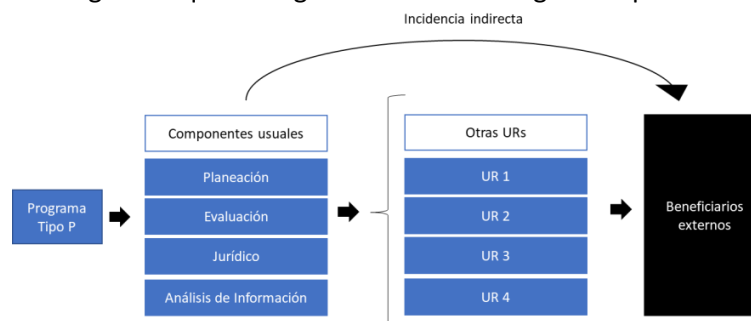 Incidencia indirecta
Componentes usuales
Otras URs
Planeación
UR 1
Programa
Tipo P
Evaluación
UR 2
Beneficiarios
externos
Jurídico
UR 3
Análisis de Información
UR 4